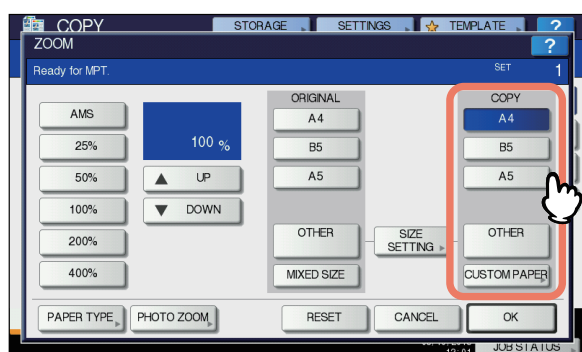 COPY STORAGE SETTINGS TEMPLATE ?
ZOOM ?
Ready for MPT. SET 1
ORIGINAL COPY
AMS A4 A4
25% 100 % B5 B5
50% UP A5 A5
100% DOWN
200% OTHER SIZE SETTING OTHER
400% MIXED SIZE CUSTOM PAPER
PAPER TYPE PHOTO ZOOM RESET CANCEL OK
JOB STATUS